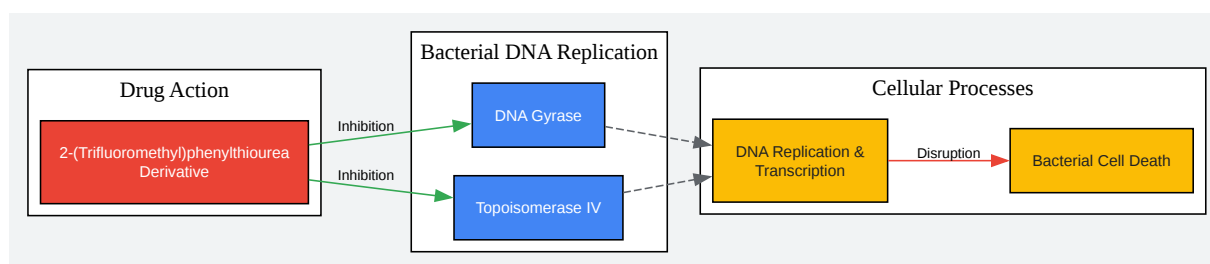 Drug Action
2-(Trifluoromethyl)phenylthiourea
Derivative
Inhibition
Inhibition
Bacterial DNA Replication
DNA Gyrase
Topoisomerase IV
Cellular Processes
DNA Replication &
Transcription
Disruption
Bacterial Cell Death